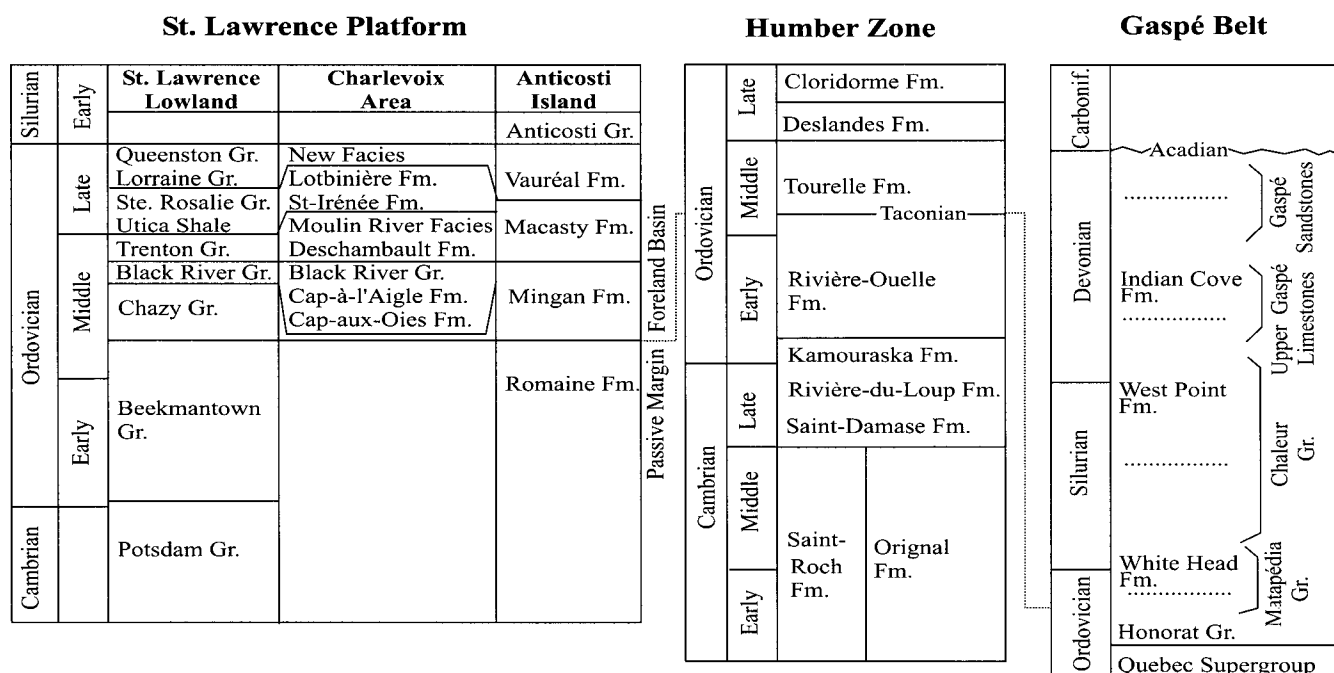 St. Lawrence Platform
Silurian
Early
St. Lawrence
Lowland
Charlevoix
Area
Anticosti
Island
Anticosti Gr.
Ordovician
Late
Queenston Gr.
Lorraine Gr.
Ste. Rosalie Gr.
Utica Shale
New Facies
Lotbinière Fm.
St-Irénée Fm.
Moulin River Facies
Vauréal Fm.
Macasty Fm.
Middle
Trenton Gr.
Black River Gr.
Chazy Gr.
Deschambault Fm.
Black River Gr.
Cap-à-l'Aigle Fm.
Cap-aux-Oies Fm.
Mingan Fm.
Early
Beekmantown
Gr.
Romaine Fm.
Cambrian
Potsdam Gr.
Foreland Basin
Passive Margin
Humber Zone
Ordovician
Late
Cloridorme Fm.
Deslandes Fm.
Middle
Tourelle Fm.
Taconian
Early
Rivière-Ouelle
Fm.
Kamouraska Fm.
Cambrian
Late
Rivière-du-Loup Fm.
Saint-Damase Fm.
Middle
Early
Saint-
Roch
Fm.
Orignal
Fm.
Gaspé Belt
Carbonif.
Acadian
Devonian
Gaspé
Sandstones
Indian Cove
Fm.
Upper Gaspé
Limestones
West Point
Fm.
Silurian
Chaleur
Gr.
White Head
Fm.
Matapédia
Gr.
Ordovician
Honorat Gr.
Quebec Supergroup